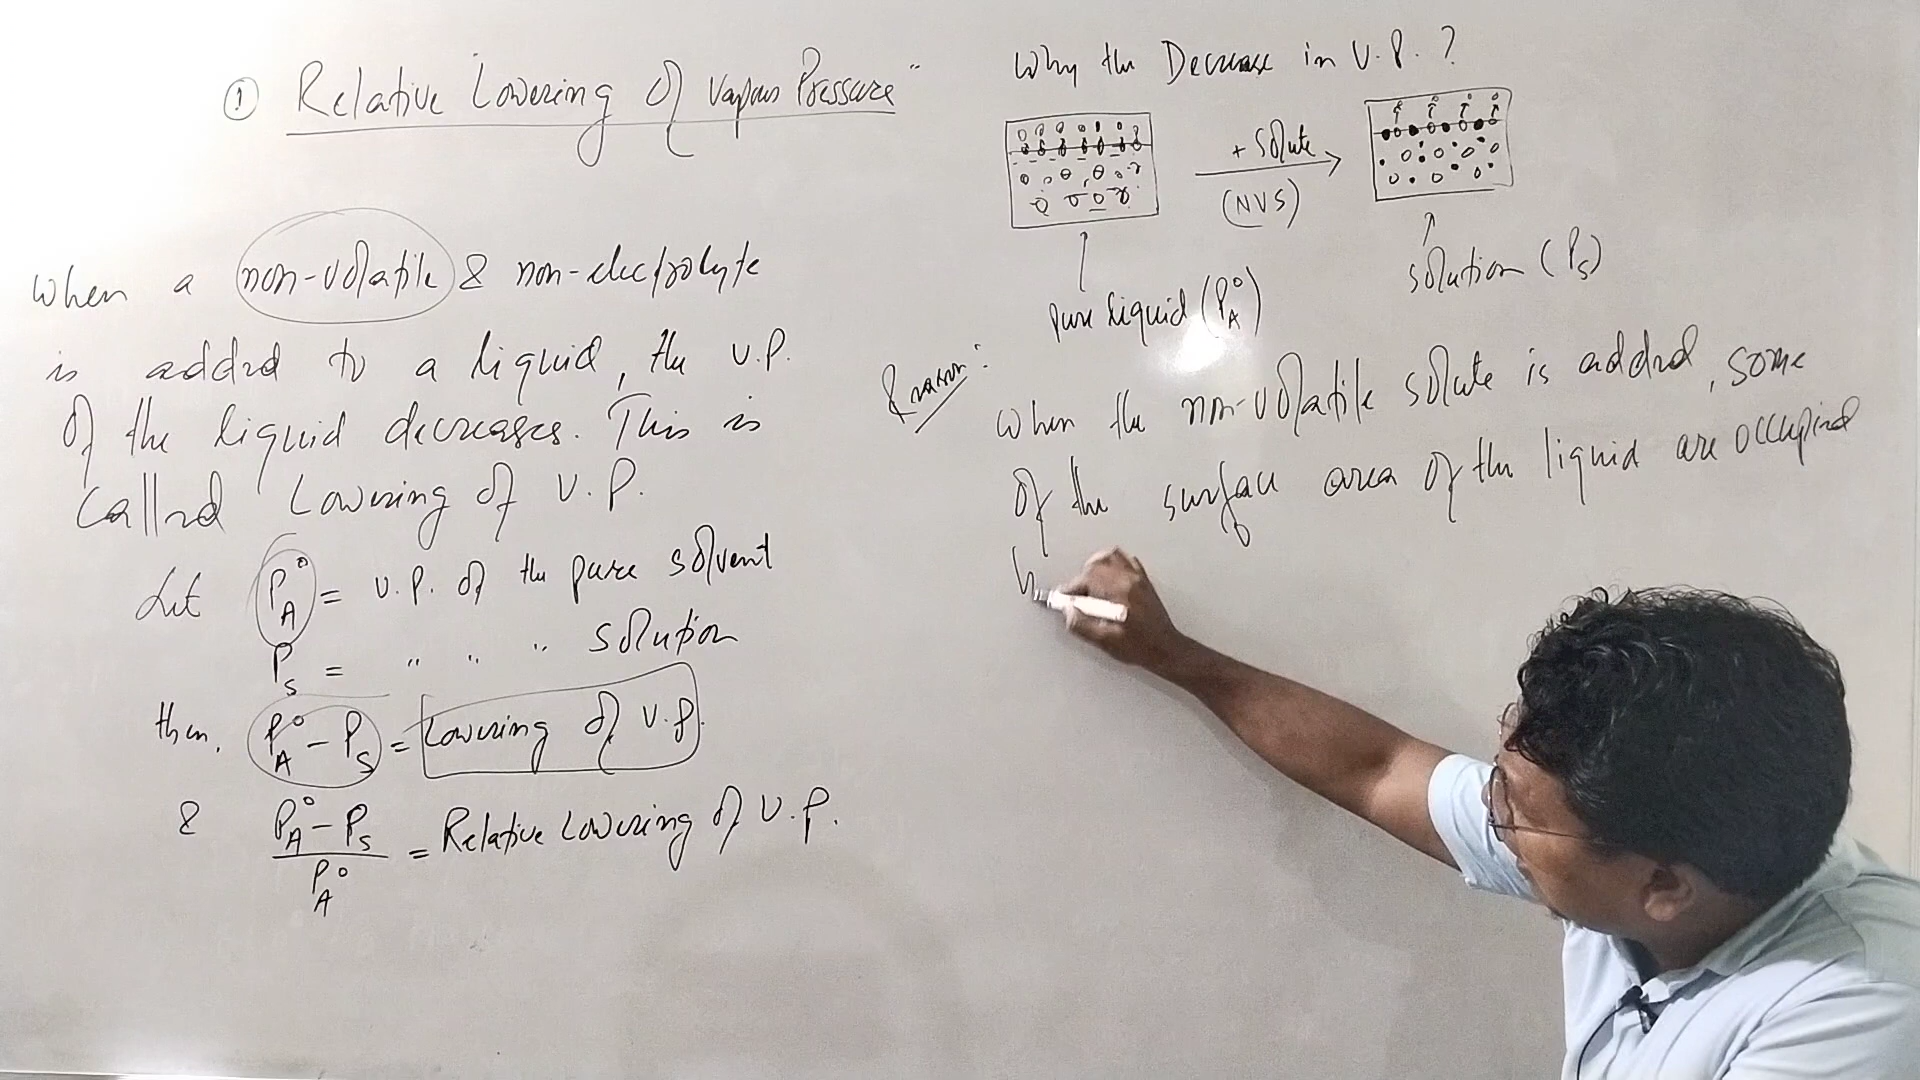 ① Relative Lowering Of Vapour Pressure"
When a non-volatile & non-electrolyte
is added to a liquid, the V.P.
Of the liquid decreases. This is
Called Lowering of V.P.
Let P°A = V.P. of the pure solvent
Ps = " " " solution
then, P°A - Ps = Lowering of V.P.
& P°A - Ps / P°A = Relative Lowering of V.P.
Why the Decrease in V.P.?
+ Solute
(NVS)
pure liquid (P°A)
solution (Ps)
Reason:
When the non-volatile solute is added, some
Of the surface area of the liquid are occupied